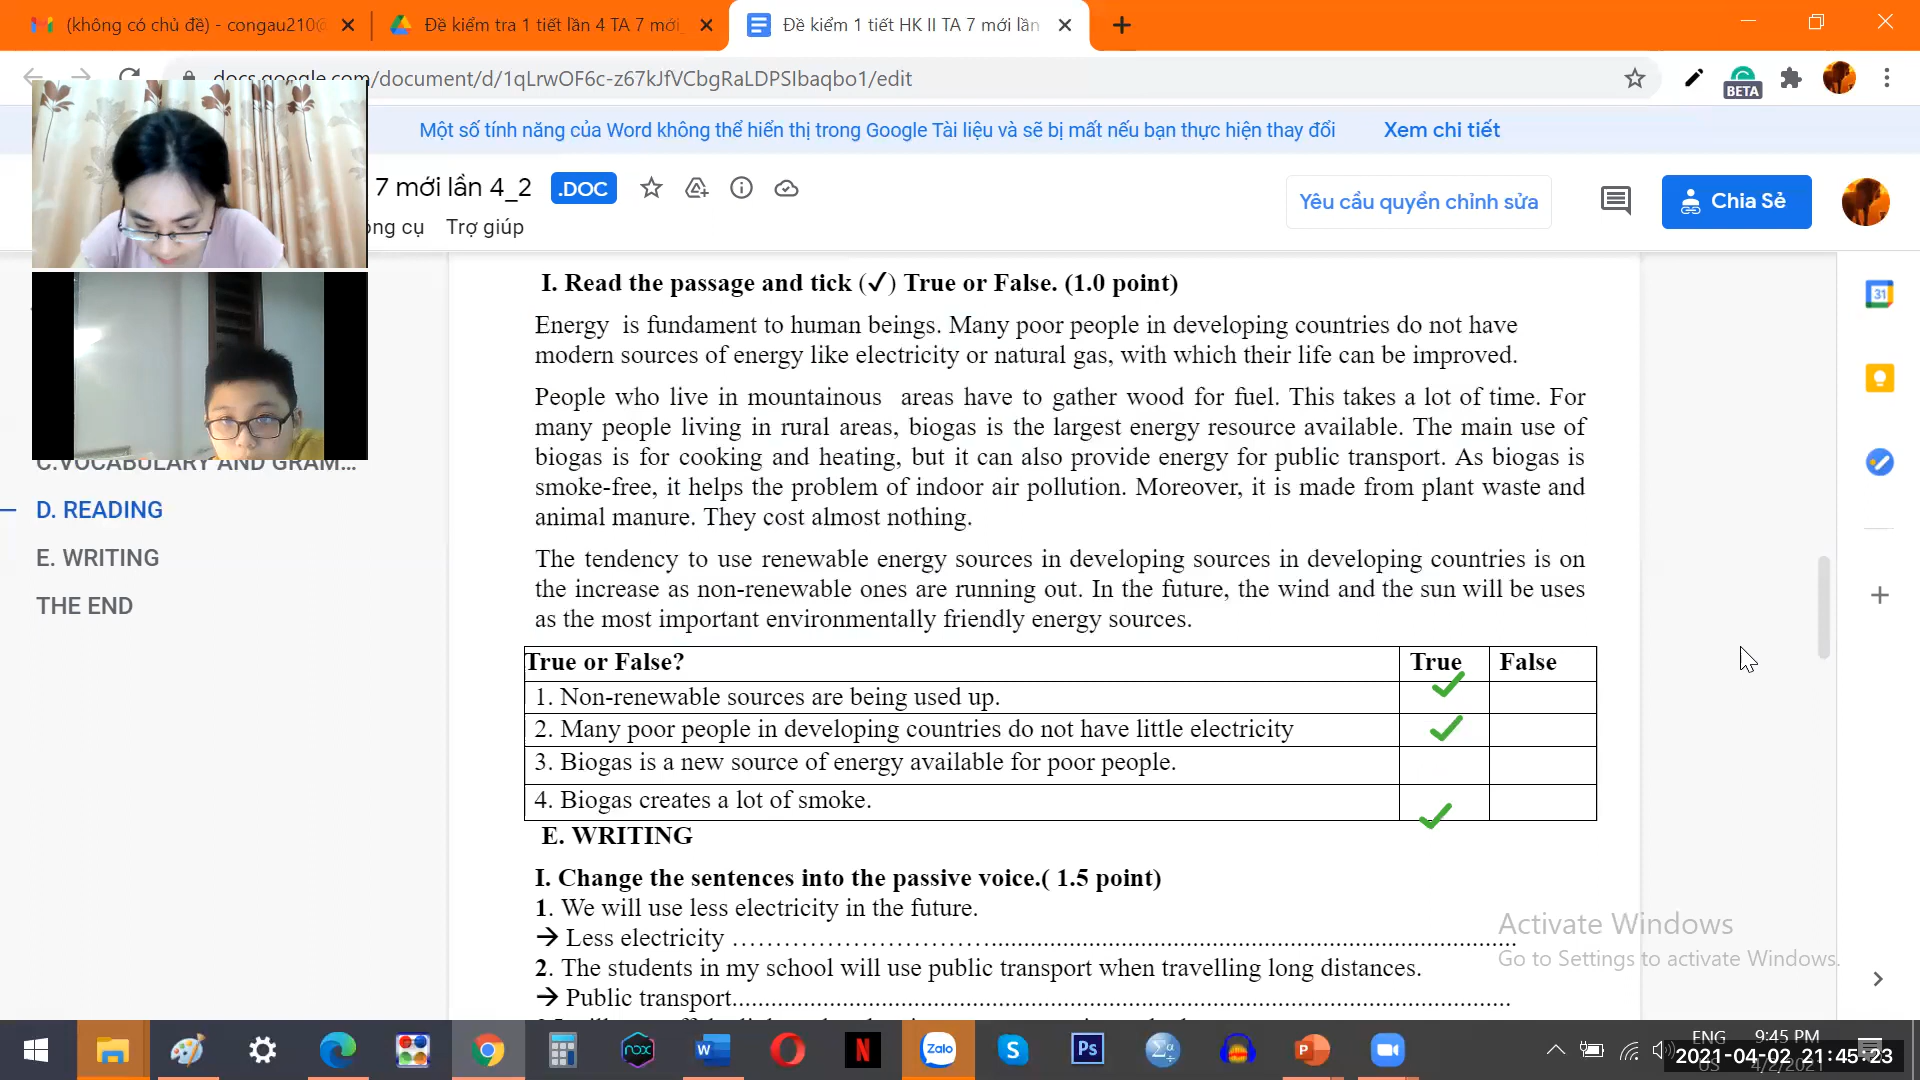 (không có chủ đề) - congau210@
Đề kiểm tra 1 tiết lần 4 TA 7 mới
Đề kiểm 1 tiết HK II TA 7 mới lần
docs.google.com/document/d/1qLrwOF6c-z67kJfVCbgRaLDPSIbaqbo1/edit
BETA
Một số tính năng của Word không thể hiển thị trong Google Tài liệu và sẽ bị mất nếu bạn thực hiện thay đổi
Xem chi tiết
7 mới lần 4_2
.DOC
Yêu cầu quyền chỉnh sửa
Chia Sẻ
Trợ giúp
31
C.VOCABULARY AND GRAM...
D. READING
E. WRITING
THE END
I. Read the passage and tick (✓) True or False. (1.0 point)
Energy is fundament to human beings. Many poor people in developing countries do not have
modern sources of energy like electricity or natural gas, with which their life can be improved.
People who live in mountainous areas have to gather wood for fuel. This takes a lot of time. For
many people living in rural areas, biogas is the largest energy resource available. The main use of
biogas is for cooking and heating, but it can also provide energy for public transport. As biogas is
smoke-free, it helps the problem of indoor air pollution. Moreover, it is made from plant waste and
animal manure. They cost almost nothing.
The tendency to use renewable energy sources in developing sources in developing countries is on
the increase as non-renewable ones are running out. In the future, the wind and the sun will be uses
as the most important environmentally friendly energy sources.
True or False? True False
1. Non-renewable sources are being used up.
2. Many poor people in developing countries do not have little electricity
3. Biogas is a new source of energy available for poor people.
4. Biogas creates a lot of smoke.
E. WRITING
I. Change the sentences into the passive voice.( 1.5 point)
1. We will use less electricity in the future.
→ Less electricity ................................................................
2. The students in my school will use public transport when travelling long distances.
→ Public transport................................................................
Activate Windows
Go to Settings to activate Windows.
nox
W
N
Zalo
S
Ps
P
ENG
9:45 PM
2021-04-02 21:45:23